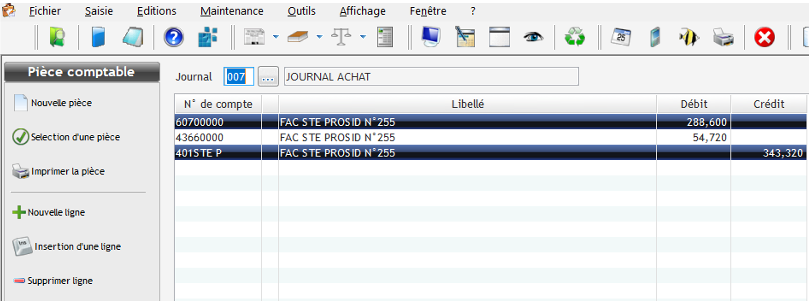 Fichier Saisie Editions Maintenance Outils Affichage Fenêtre ?
Pièce comptable
Journal 007 ... JOURNAL ACHAT
Nouvelle pièce
Selection d'une pièce
Imprimer la pièce
Nouvelle ligne
Insertion d'une ligne
Supprimer ligne
N° de compte Libellé Débit Crédit
60700000 FAC STE PROSID N°255 288,600
43660000 FAC STE PROSID N°255 54,720
401STE P FAC STE PROSID N°255 343,320